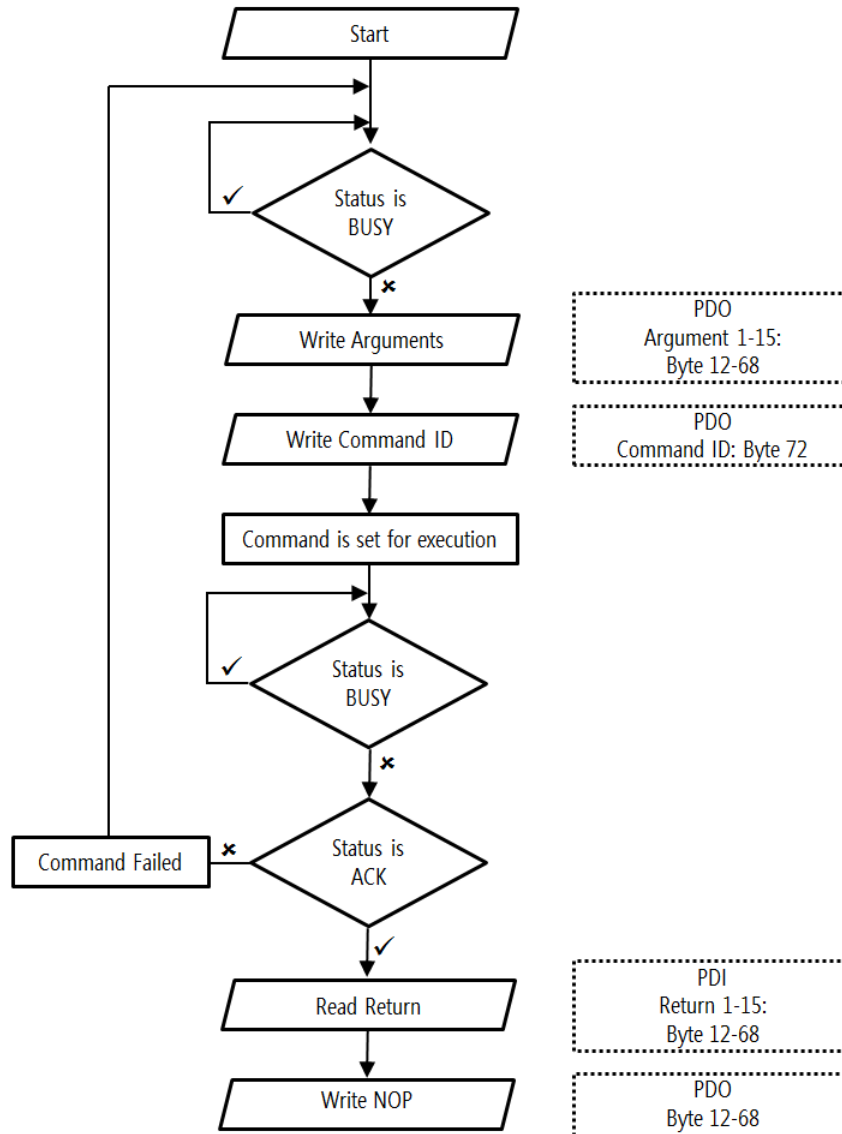 Start
Status is
BUSY
Write Arguments
PDO
Argument 1-15:
Byte 12-68
Write Command ID
PDO
Command ID: Byte 72
Command is set for execution
Status is
BUSY
Command Failed
Status is
ACK
Read Return
PDI
Return 1-15:
Byte 12-68
Write NOP
PDO
Byte 12-68